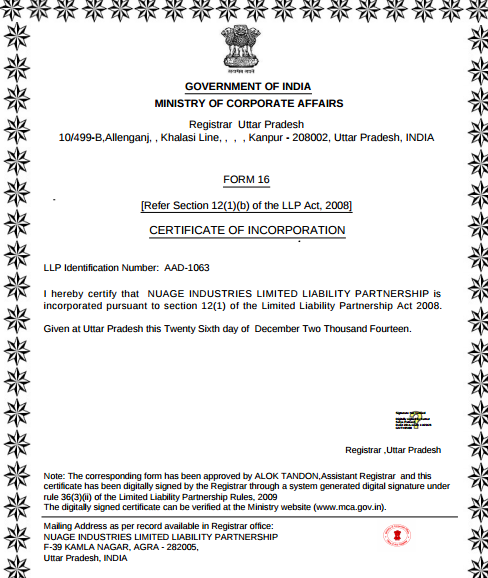 सत्यमेव जयते
GOVERNMENT OF INDIA
MINISTRY OF CORPORATE AFFAIRS
Registrar Uttar Pradesh
10/499-B,Allenganj, , Khalasi Line, , , , Kanpur - 208002, Uttar Pradesh, INDIA
FORM 16
[Refer Section 12(1)(b) of the LLP Act, 2008]
CERTIFICATE OF INCORPORATION
LLP Identification Number: AAD-1063
I hereby certify that NUAGE INDUSTRIES LIMITED LIABILITY PARTNERSHIP is
incorporated pursuant to section 12(1) of the Limited Liability Partnership Act 2008.
Given at Uttar Pradesh this Twenty Sixth day of December Two Thousand Fourteen.
Registrar ,Uttar Pradesh
Note: The corresponding form has been approved by ALOK TANDON,Assistant Registrar and this
certificate has been digitally signed by the Registrar through a system generated digital signature under
rule 36(3)(ii) of the Limited Liability Partnership Rules, 2009
The digitally signed certificate can be verified at the Ministry website (www.mca.gov.in).
Mailing Address as per record available in Registrar office:
NUAGE INDUSTRIES LIMITED LIABILITY PARTNERSHIP
F-39 KAMLA NAGAR, AGRA - 282005,
Uttar Pradesh, INDIA